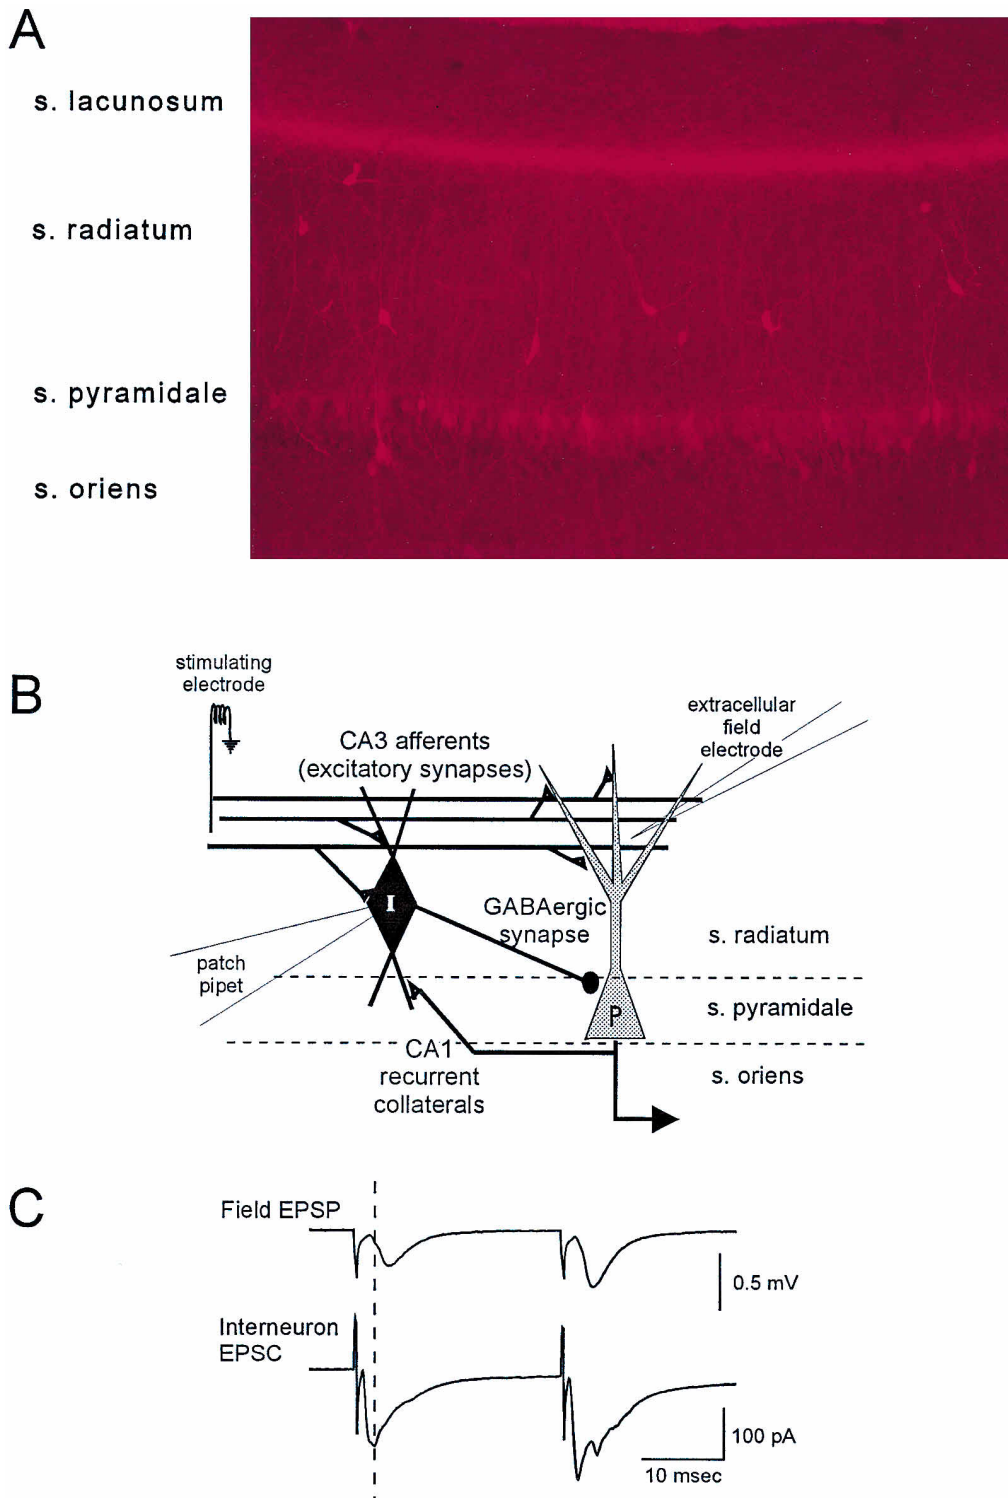 A
s. lacunosum
s. radiatum
s. pyramidale
s. oriens
B
stimulating
electrode
CA3 afferents
(excitatory synapses)
extracellular
field
electrode
I
GABAergic
synapse
patch
pipet
P
s. radiatum
s. pyramidale
s. oriens
CA1
recurrent
collaterals
C
Field EPSP
0.5 mV
Interneuron
EPSC
100 pA
10 msec